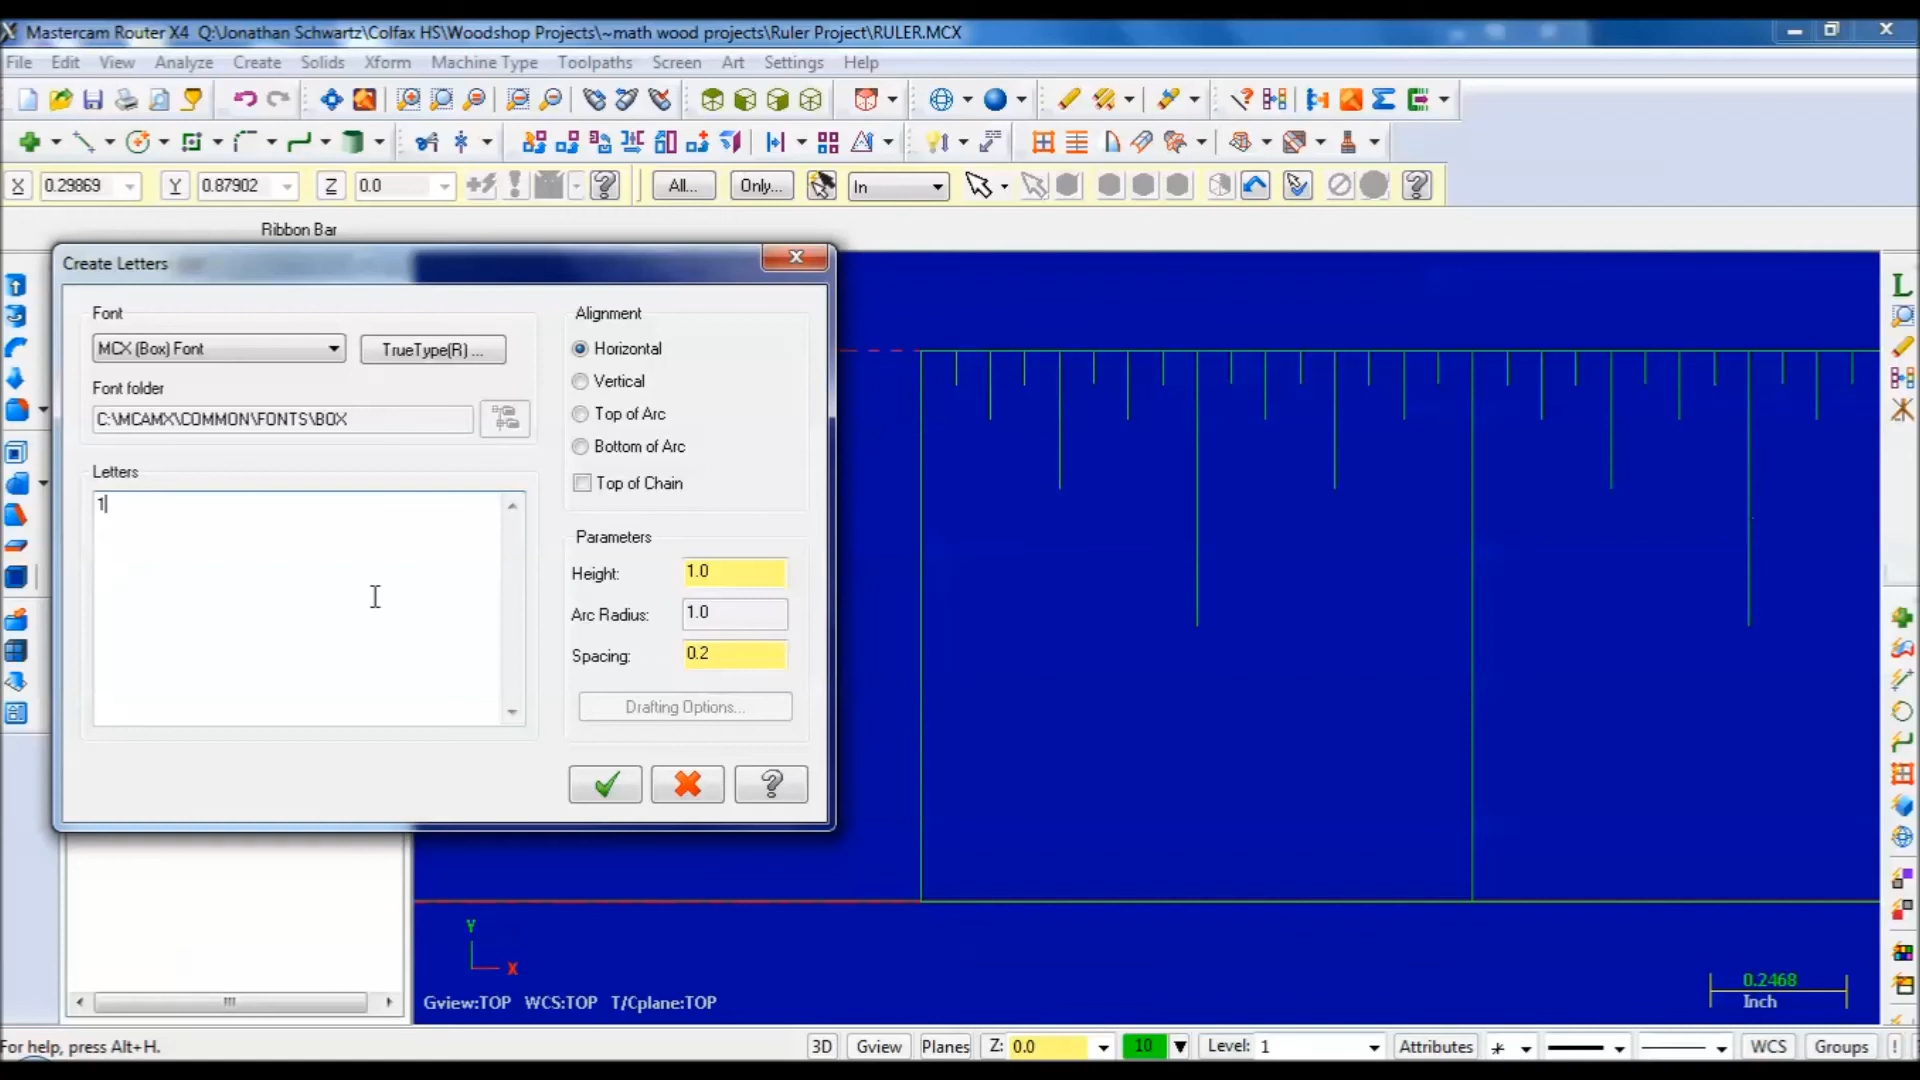 Mastercam Router X4 Q:\Jonathan Schwartz\Colfax HS\Woodshop Projects\~math wood projects\Ruler Project\RULER.MCX
File Edit View Analyze Create Solids Xform Machine Type Toolpaths Screen Art Settings Help
X 0.29869 Y 0.87902 Z 0.0 All... Only... In
Ribbon Bar
Create Letters
Font
MCX (Box) Font TrueType(R) ...
Font folder
C:\MCAMX\COMMON\FONTS\BOX
Letters
1
Alignment
Horizontal
Vertical
Top of Arc
Bottom of Arc
Top of Chain
Parameters
Height: 1.0
Arc Radius: 1.0
Spacing: 0.2
Drafting Options...
L
Y
X
Gview:TOP WCS:TOP T/Cplane:TOP
0.2468
Inch
For help, press Alt+H.
3D Gview Planes Z: 0.0 10 Level: 1 Attributes WCS Groups !